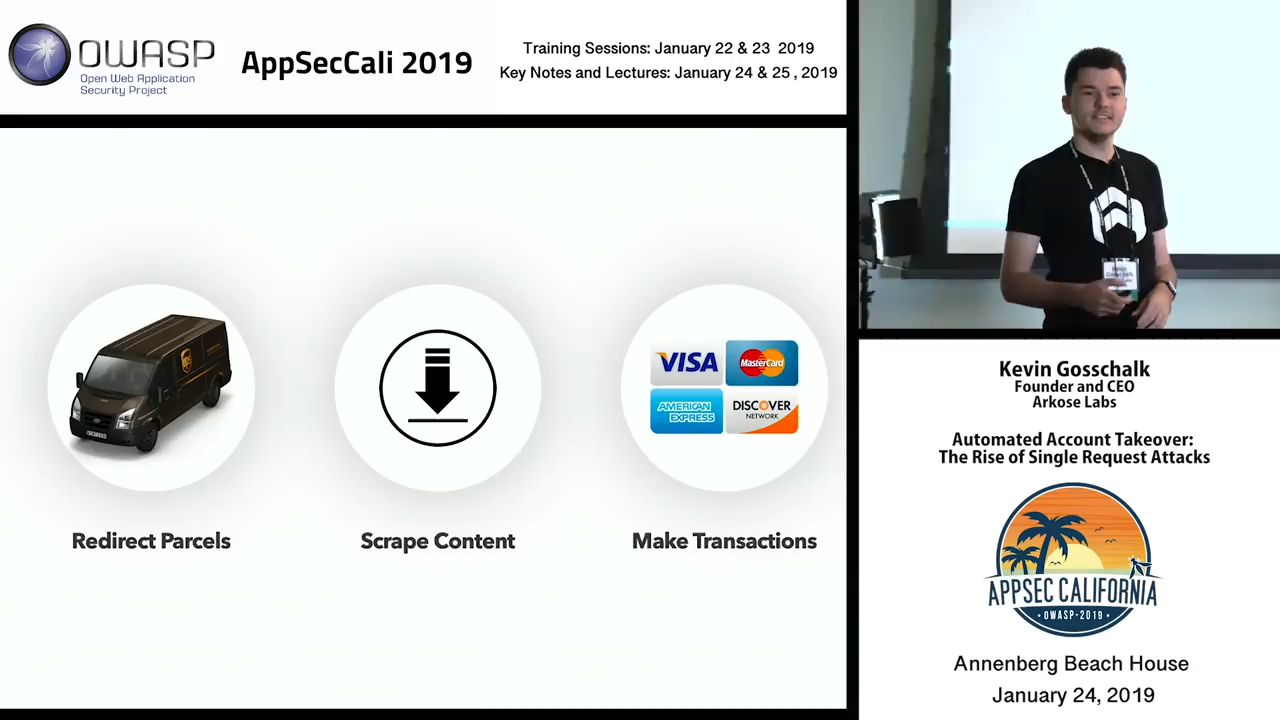 OWASP
Open Web Application
Security Project
AppSecCali 2019
Training Sessions: January 22 & 23 2019
Key Notes and Lectures: January 24 & 25 , 2019
ups
VISA
MasterCard
AMERICAN
EXPRESS
DISCOVER
NETWORK
Redirect Parcels
Scrape Content
Make Transactions
Kevin Gosschalk
Founder and CEO
Arkose Labs
Automated Account Takeover:
The Rise of Single Request Attacks
APPSEC CALIFORNIA
• OWASP-2019 •
Annenberg Beach House
January 24, 2019